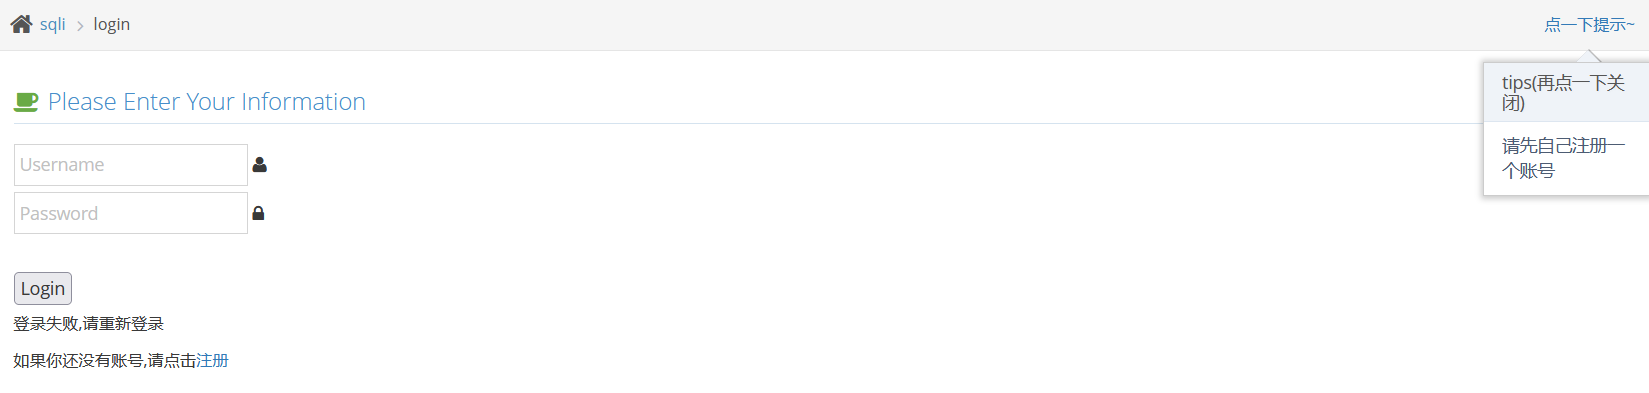 sqli > login
点一下提示~
tips(再点一下关
闭)
请先自己注册一
个账号
Please Enter Your Information
Username
Password
Login
登录失败,请重新登录
如果你还没有账号,请点击注册